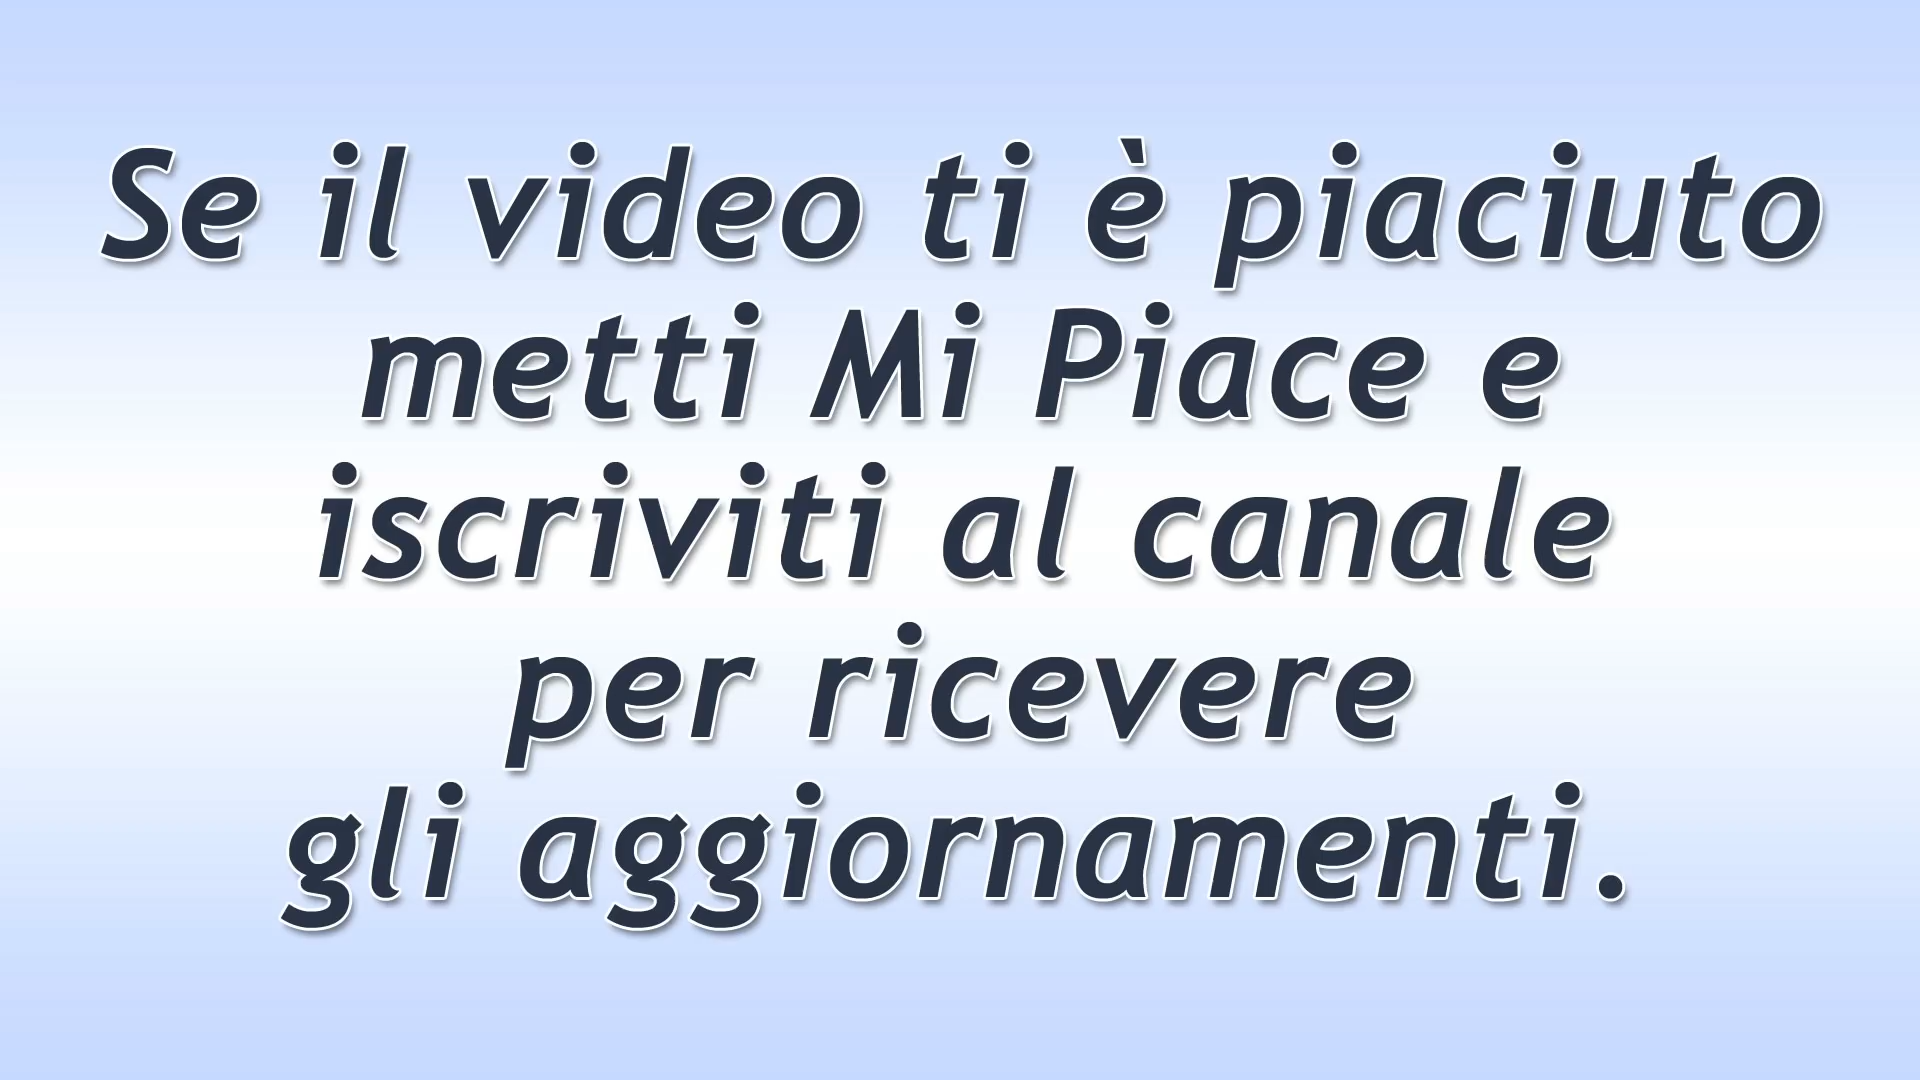 Se il video ti è piaciuto
metti Mi Piace e
iscriviti al canale
per ricevere
gli aggiornamenti.